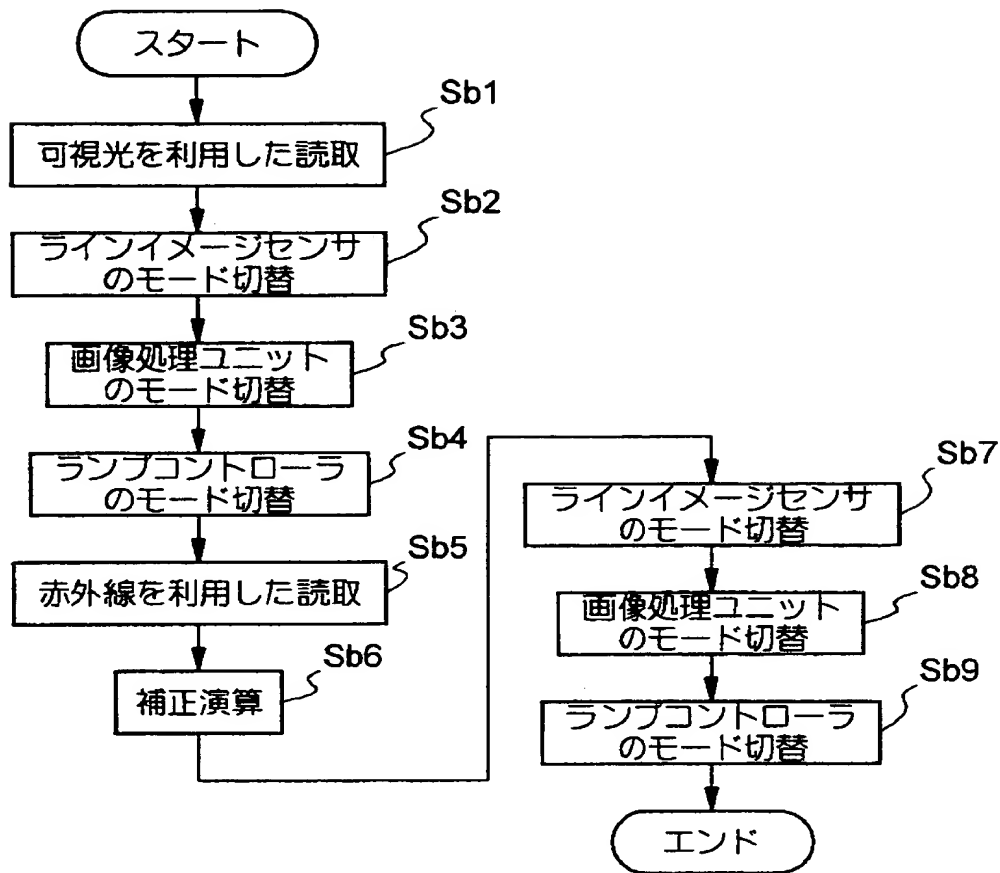 スタート
Sb1
可視光を利用した読取
Sb2
ラインイメージセンサ
のモード切替
Sb3
画像処理ユニット
のモード切替
Sb4
ランプコントローラ
のモード切替
Sb5
赤外線を利用した読取
Sb6
補正演算
Sb7
ラインイメージセンサ
のモード切替
Sb8
画像処理ユニット
のモード切替
Sb9
ランプコントローラ
のモード切替
エンド